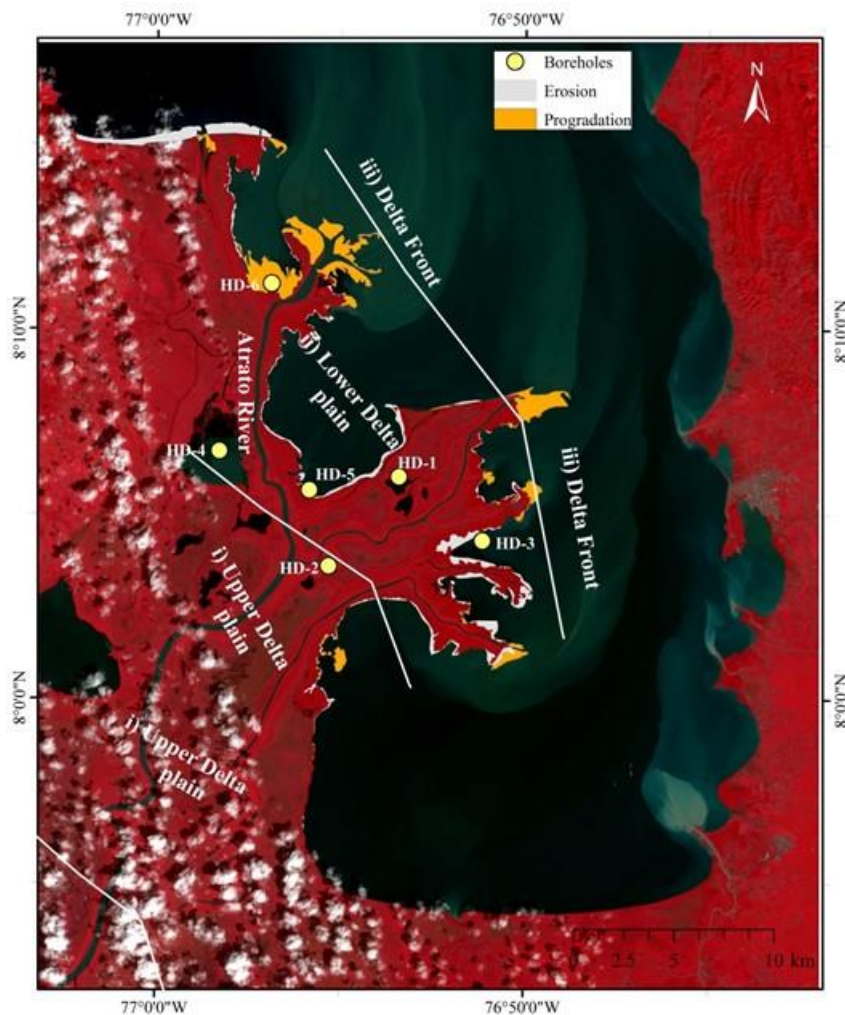 77°0'0"W
76°50'0"W
Boreholes
Erosion
Progradation
N
iii) Delta Front
HD-6
8°10'0"N
8°10'0"N
Atrato River
ii) Lower Delta
plain
HD-4
HD-5
HD-1
iii) Delta Front
HD-3
HD-2
i) Upper Delta
plain
8°0'0"N
8°0'0"N
i) Upper Delta
plain
0
2.5
5
10 km
77°0'0"W
76°50'0"W